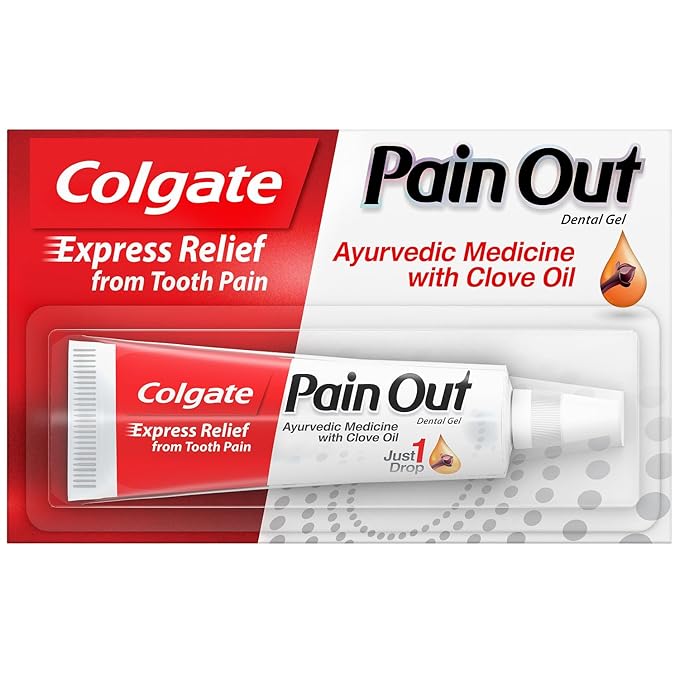 Colgate
Express Relief
from Tooth Pain
Pain Out
Dental Gel
Ayurvedic Medicine
with Clove Oil
Colgate
Express Relief
from Tooth Pain
Pain Out
Dental Gel
Ayurvedic Medicine
with Clove Oil
Just 1
Drop